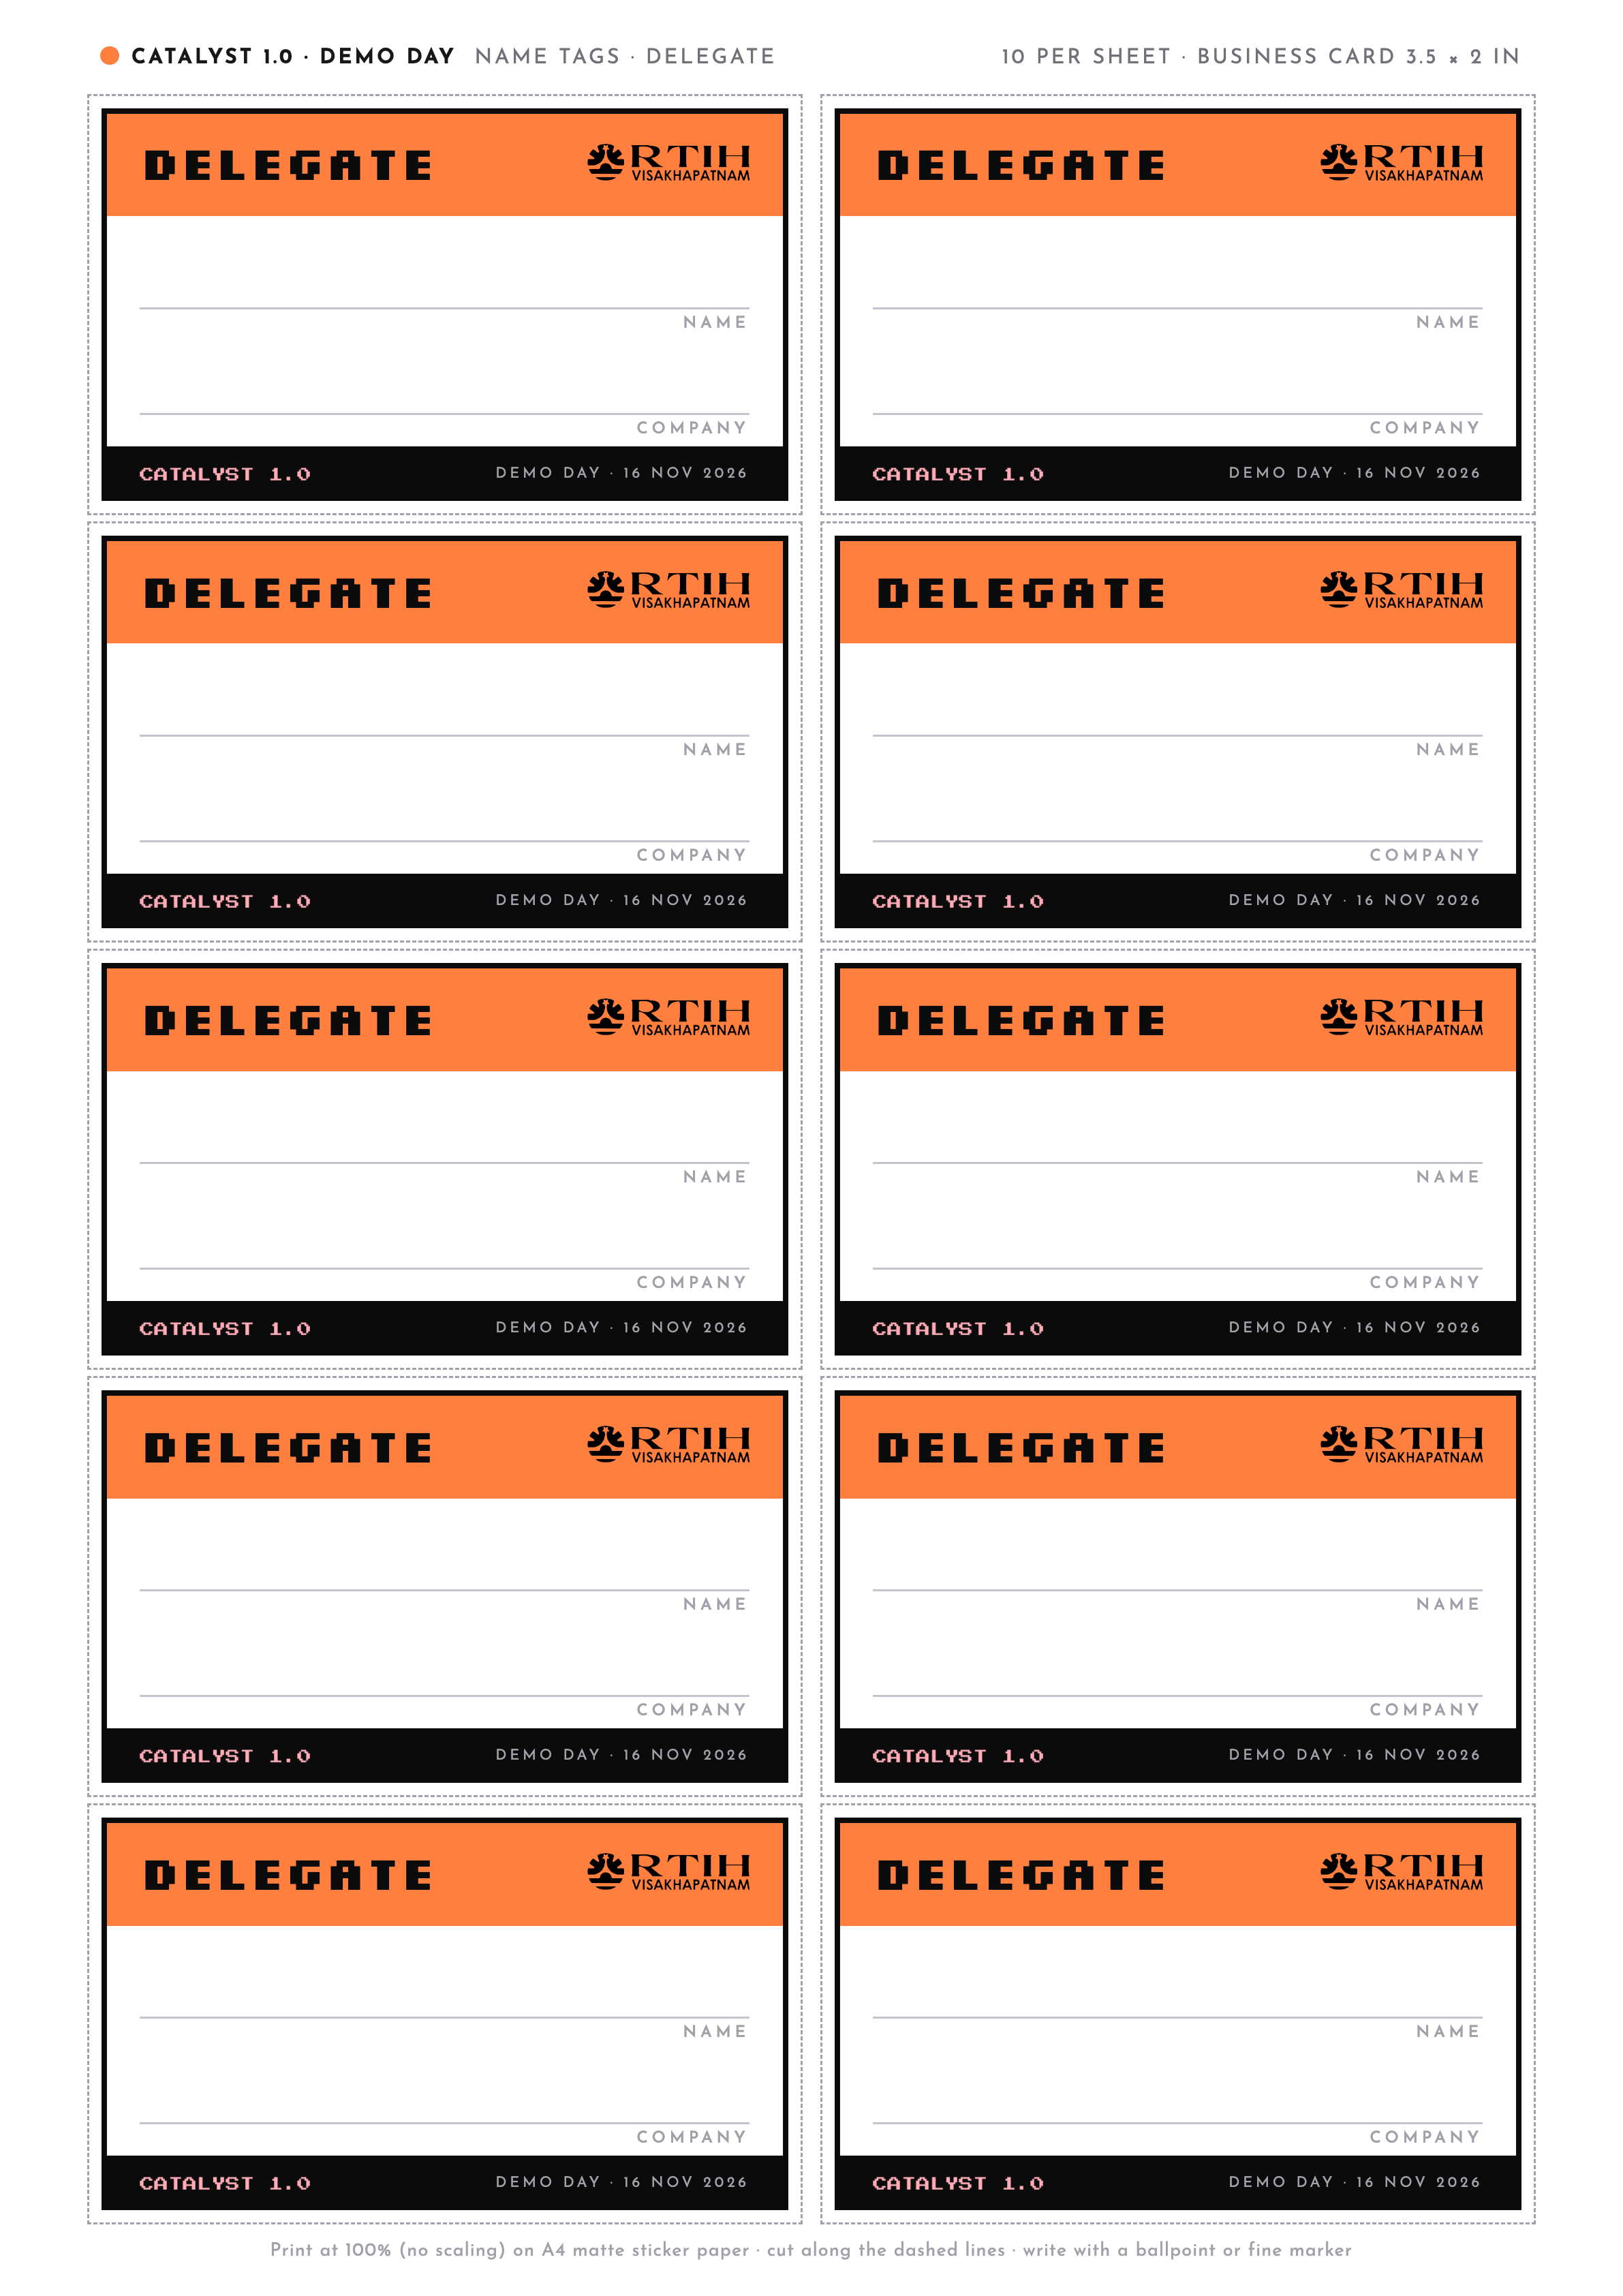 CATALYST 1.0 · DEMO DAY NAME TAGS · DELEGATE 10 PER SHEET · BUSINESS CARD 3.5 × 2 IN
DELEGATE RTIH VISAKHAPATNAM
NAME
COMPANY
CATALYST 1.0 DEMO DAY · 16 NOV 2026
DELEGATE RTIH VISAKHAPATNAM
NAME
COMPANY
CATALYST 1.0 DEMO DAY · 16 NOV 2026
DELEGATE RTIH VISAKHAPATNAM
NAME
COMPANY
CATALYST 1.0 DEMO DAY · 16 NOV 2026
DELEGATE RTIH VISAKHAPATNAM
NAME
COMPANY
CATALYST 1.0 DEMO DAY · 16 NOV 2026
DELEGATE RTIH VISAKHAPATNAM
NAME
COMPANY
CATALYST 1.0 DEMO DAY · 16 NOV 2026
DELEGATE RTIH VISAKHAPATNAM
NAME
COMPANY
CATALYST 1.0 DEMO DAY · 16 NOV 2026
DELEGATE RTIH VISAKHAPATNAM
NAME
COMPANY
CATALYST 1.0 DEMO DAY · 16 NOV 2026
DELEGATE RTIH VISAKHAPATNAM
NAME
COMPANY
CATALYST 1.0 DEMO DAY · 16 NOV 2026
DELEGATE RTIH VISAKHAPATNAM
NAME
COMPANY
CATALYST 1.0 DEMO DAY · 16 NOV 2026
DELEGATE RTIH VISAKHAPATNAM
NAME
COMPANY
CATALYST 1.0 DEMO DAY · 16 NOV 2026
Print at 100% (no scaling) on A4 matte sticker paper · cut along the dashed lines · write with a ballpoint or fine marker